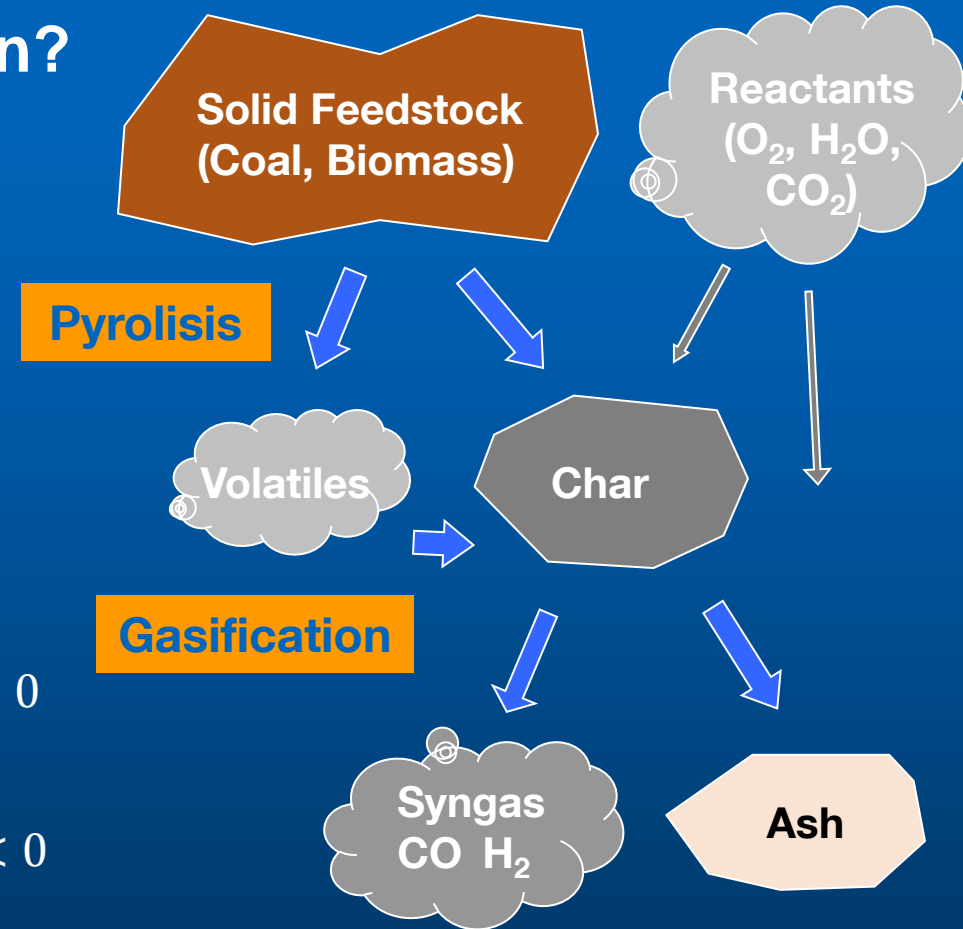 n?
Solid Feedstock
(Coal, Biomass)
Reactants
(O₂, H₂O,
CO₂)
Pyrolisis
Volatiles
Char
Gasification
0
Syngas
CO H₂
Ash
< 0